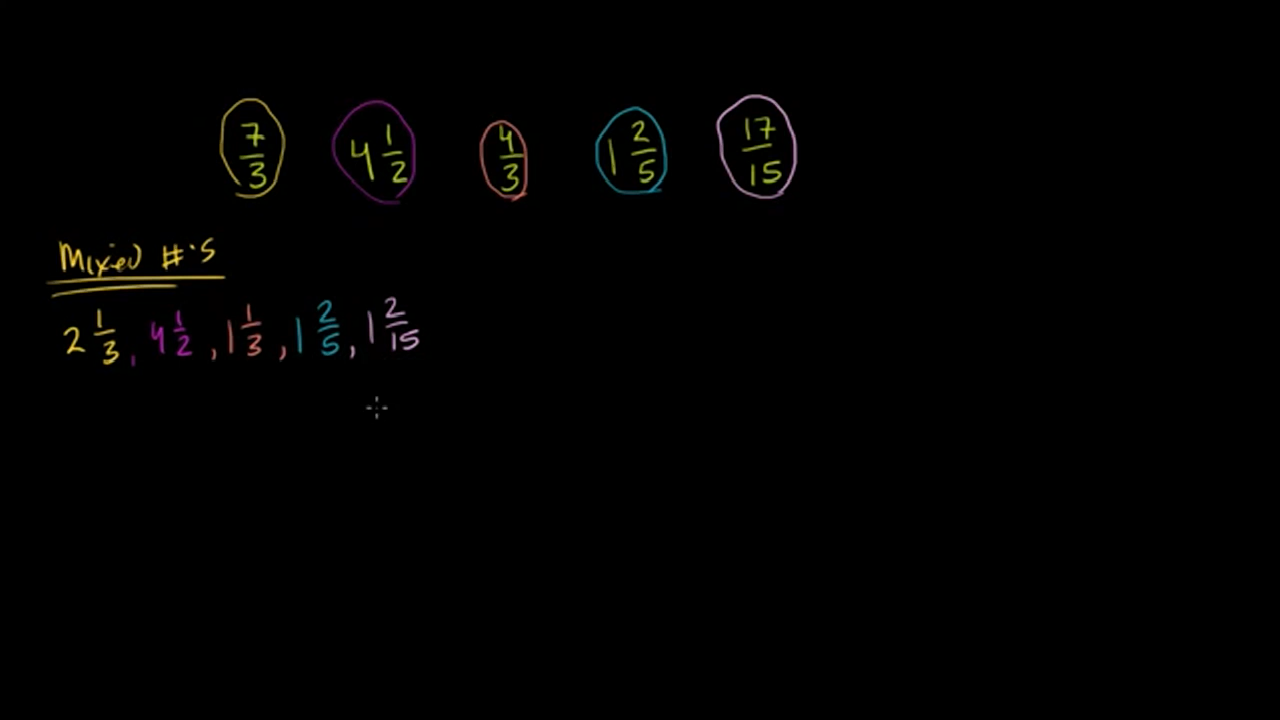 7/3 4 1/2 4/3 1 2/5 17/15
Mixed #'s
2 1/3, 4 1/2, 1 1/3, 1 2/5, 1 2/15